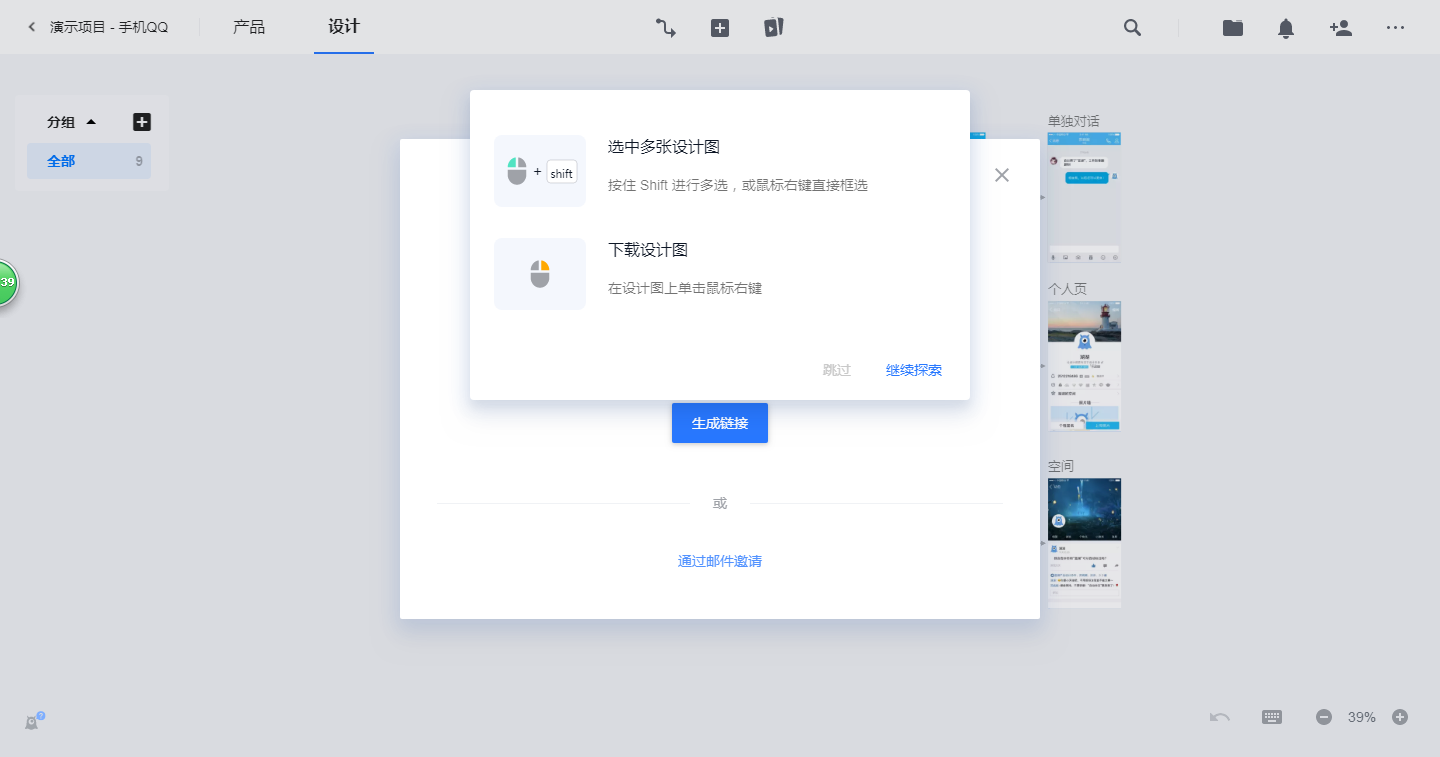 演示项目 - 手机QQ
产品
设计
分组
全部
9
39
shift
+
选中多张设计图
按住 Shift 进行多选，或鼠标右键直接框选
下载设计图
在设计图上单击鼠标右键
跳过
继续探索
生成链接
或
通过邮件邀请
单独对话
个人页
空间
39%